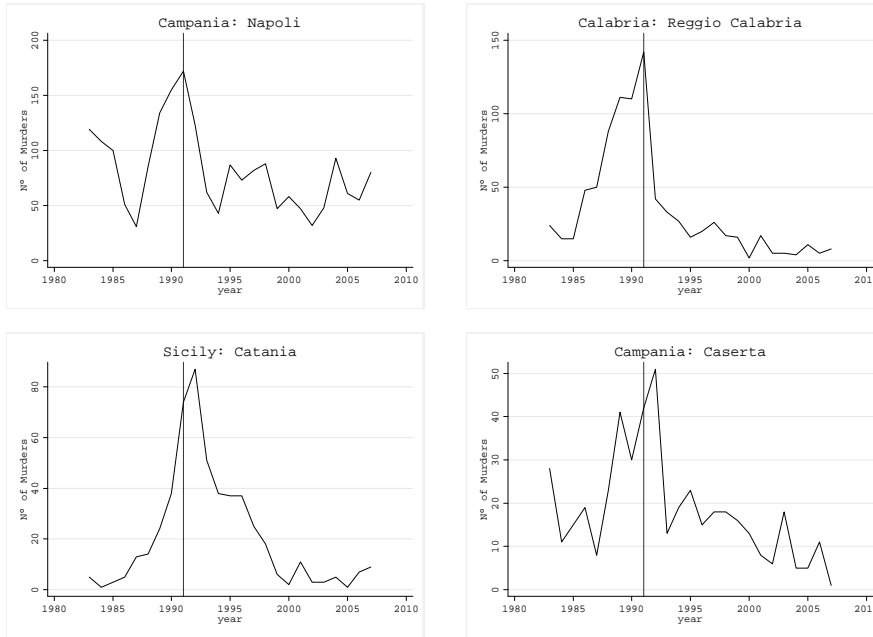 Campania: Napoli
Nº of Murders
0 50 100 150 200
1980 1985 1990 1995 2000 2005 2010
year
Calabria: Reggio Calabria
Nº of Murders
0 50 100 150
1980 1985 1990 1995 2000 2005 201
year
Sicily: Catania
Nº of Murders
0 20 40 60 80
1980 1985 1990 1995 2000 2005 2010
year
Campania: Caserta
Nº of Murders
0 10 20 30 40 50
1980 1985 1990 1995 2000 2005 201
year